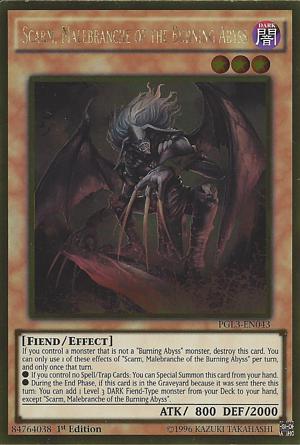 Scarm, Malebranche of the Burning Abyss
DARK
闇
PGL3-EN043
[FIEND/EFFECT]
If you control a monster that is not a "Burning Abyss" monster, destroy this card. You
can only use 1 of these effects of "Scarm, Malebranche of the Burning Abyss" per turn,
and only once that turn.
● If you control no Spell/Trap Cards: You can Special Summon this card from your hand.
● During the End Phase, if this card is in the Graveyard because it was sent there this
turn: You can add 1 Level 3 DARK Fiend-Type monster from your Deck to your hand,
except "Scarm, Malebranche of the Burning Abyss".
ATK/ 800 DEF/2000
84764038 1st Edition ©1996 KAZUKI TAKAHASHI